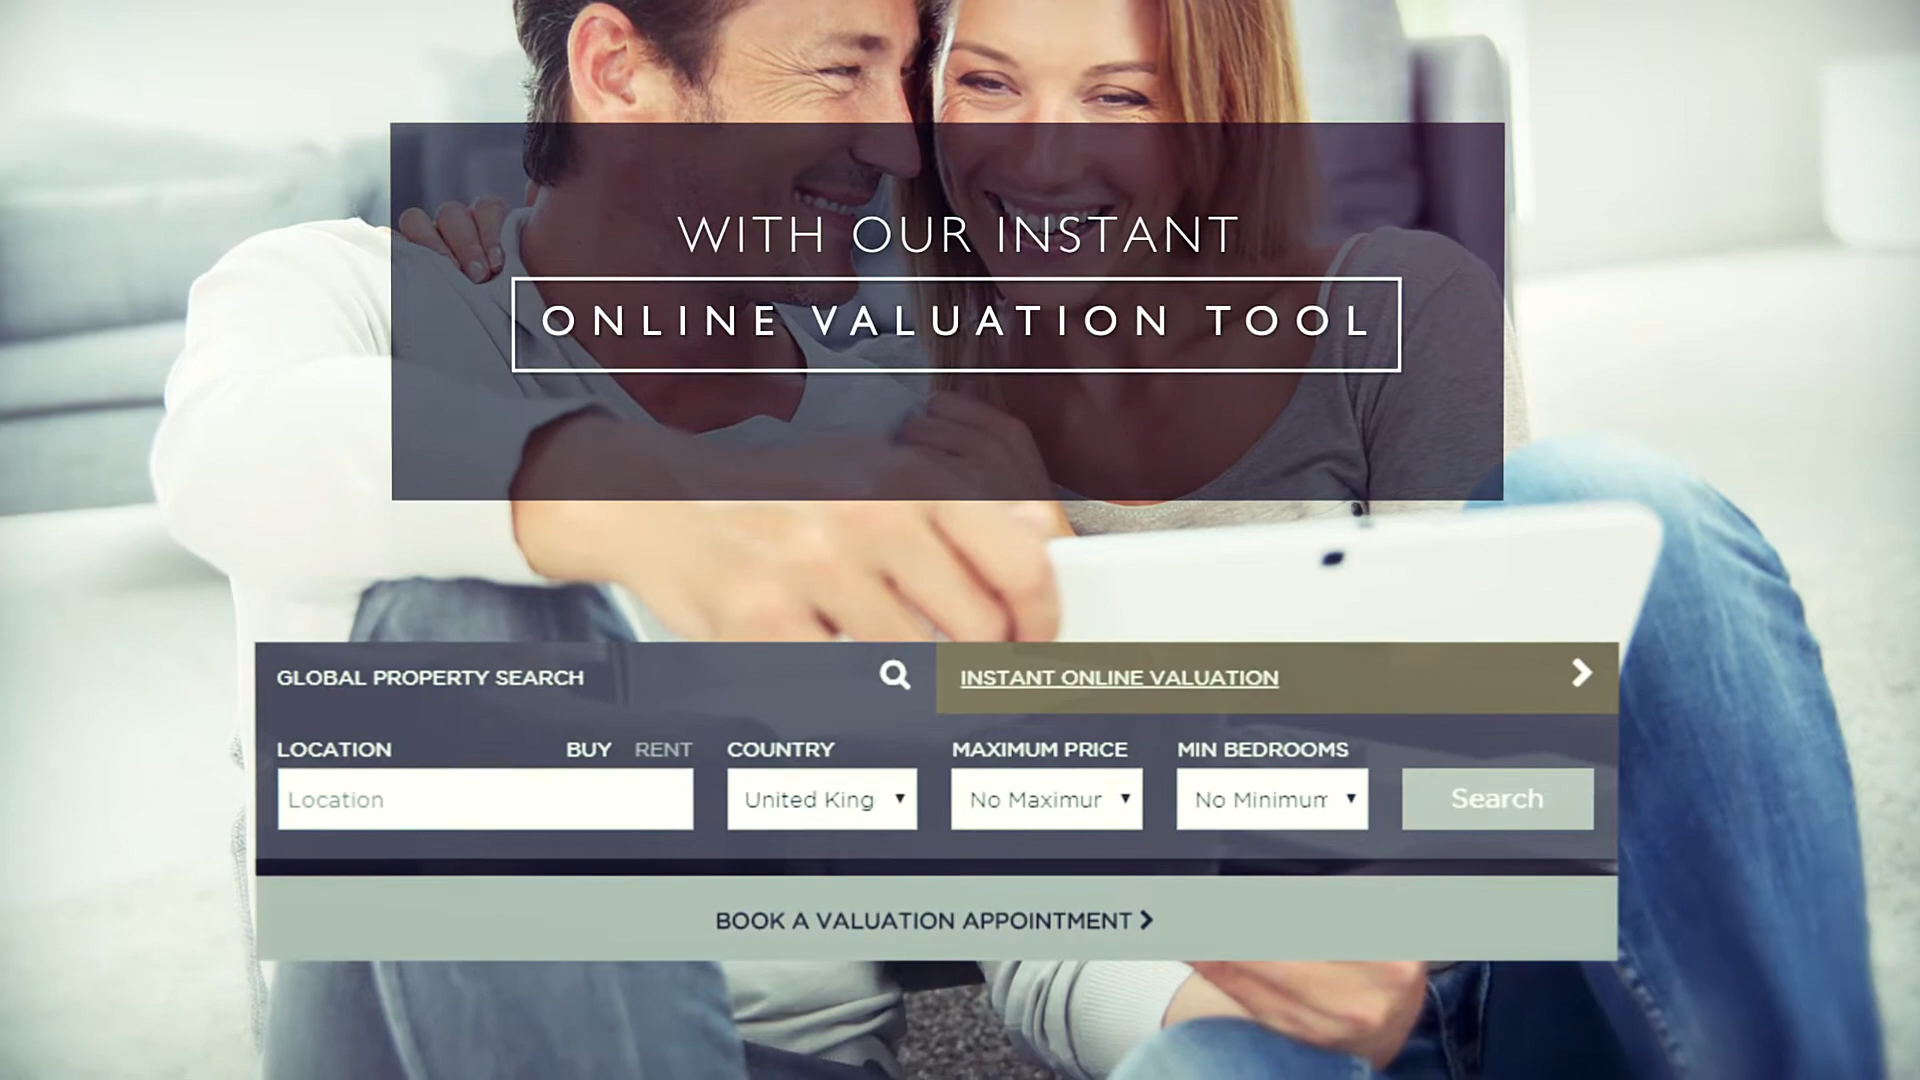 WITH OUR INSTANT
ONLINE VALUATION TOOL
GLOBAL PROPERTY SEARCH
INSTANT ONLINE VALUATION
LOCATION BUY RENT COUNTRY MAXIMUM PRICE MIN BEDROOMS
Location United King No Maximur No Minimum Search
BOOK A VALUATION APPOINTMENT